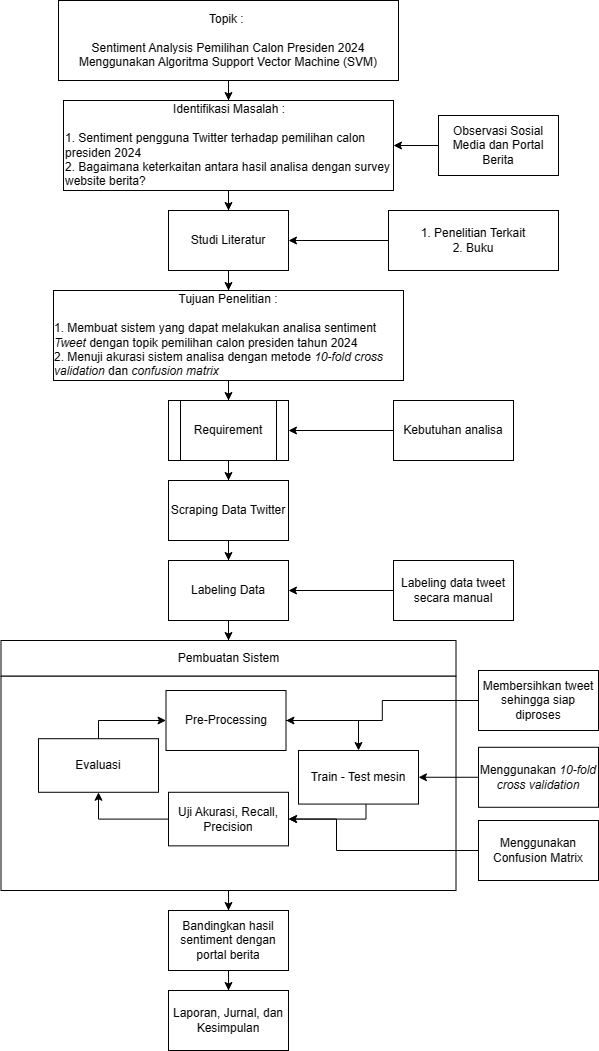 Topik :
Sentiment Analysis Pemilihan Calon Presiden 2024
Menggunakan Algoritma Support Vector Machine (SVM)
Identifikasi Masalah :
1. Sentiment pengguna Twitter terhadap pemilihan calon
presiden 2024
2. Bagaimana keterkaitan antara hasil analisa dengan survey
website berita?
Observasi Sosial
Media dan Portal
Berita
Studi Literatur
1. Penelitian Terkait
2. Buku
Tujuan Penelitian :
1. Membuat sistem yang dapat melakukan analisa sentiment
Tweet dengan topik pemilihan calon presiden tahun 2024
2. Menuji akurasi sistem analisa dengan metode 10-fold cross
validation dan confusion matrix
Requirement
Kebutuhan analisa
Scraping Data Twitter
Labeling Data
Labeling data tweet
secara manual
Pembuatan Sistem
Pre-Processing
Membersihkan tweet
sehingga siap
diproses
Evaluasi
Train - Test mesin
Menggunakan 10-fold
cross validation
Uji Akurasi, Recall,
Precision
Menggunakan
Confusion Matrix
Bandingkan hasil
sentiment dengan
portal berita
Laporan, Jurnal, dan
Kesimpulan